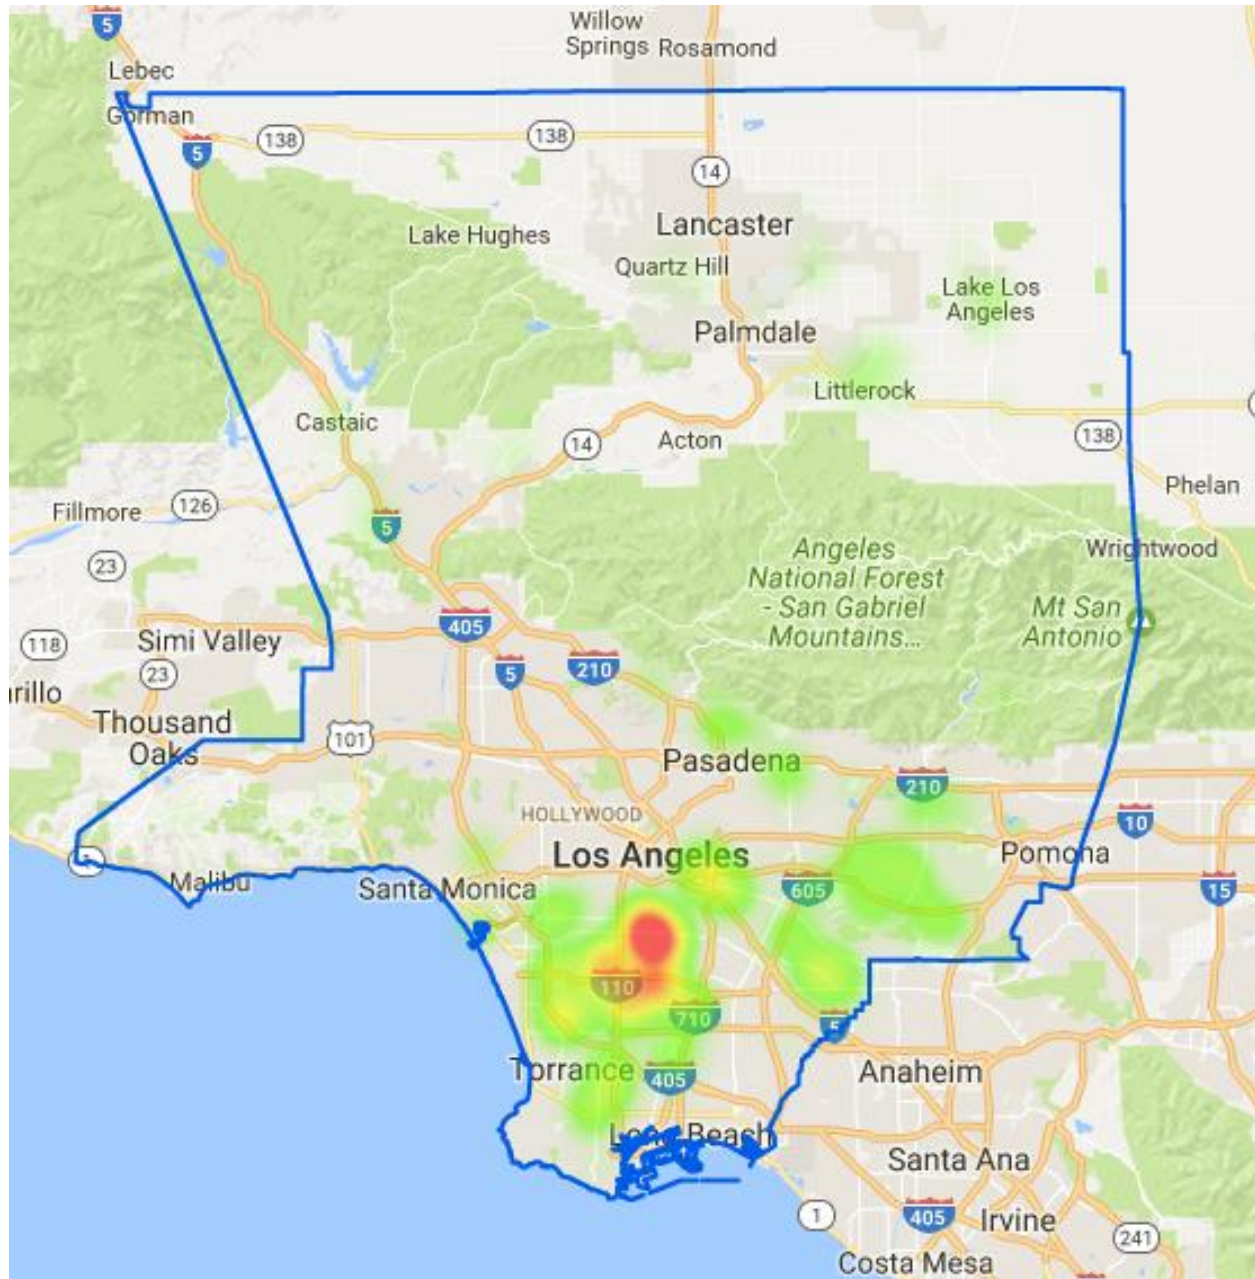 Willow
Springs
Rosamond
5
Lebec
Gorman
138
138
5
14
Lancaster
Lake Hughes
Quartz Hill
Lake Los
Angeles
Palmdale
Littlerock
Castaic
14
Acton
138
Phelan
126
Fillmore
5
Wrightwood
23
Angeles
National Forest
- San Gabriel
Mountains...
Mt San
Antonio
405
118
Simi Valley
5
210
23
arillo
Thousand
Oaks
101
Pasadena
210
HOLLYWOOD
10
Los Angeles
Pomona
605
15
1
Malibu
Santa Monica
110
710
5
Torrance
405
Anaheim
Long Beach
Santa Ana
1
405
Irvine
241
Costa Mesa